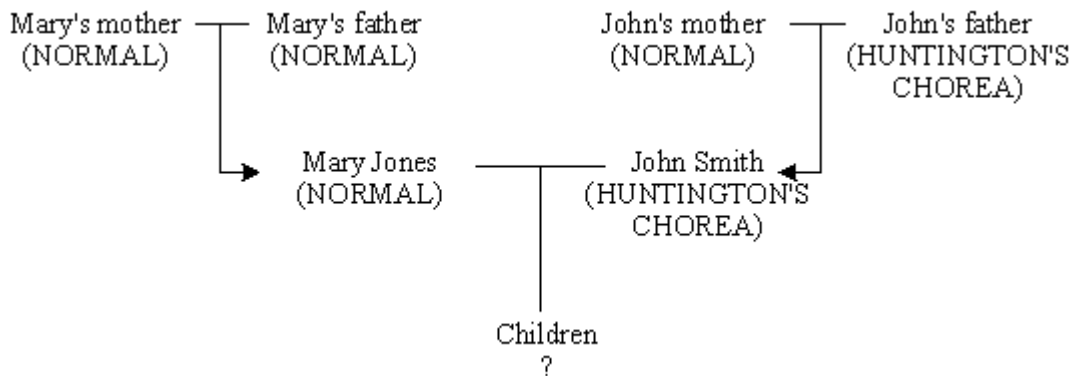 Mary's mother
(NORMAL)
Mary's father
(NORMAL)
John's mother
(NORMAL)
John's father
(HUNTINGTON'S
CHOREA)
Mary Jones
(NORMAL)
John Smith
(HUNTINGTON'S
CHOREA)
Children
?